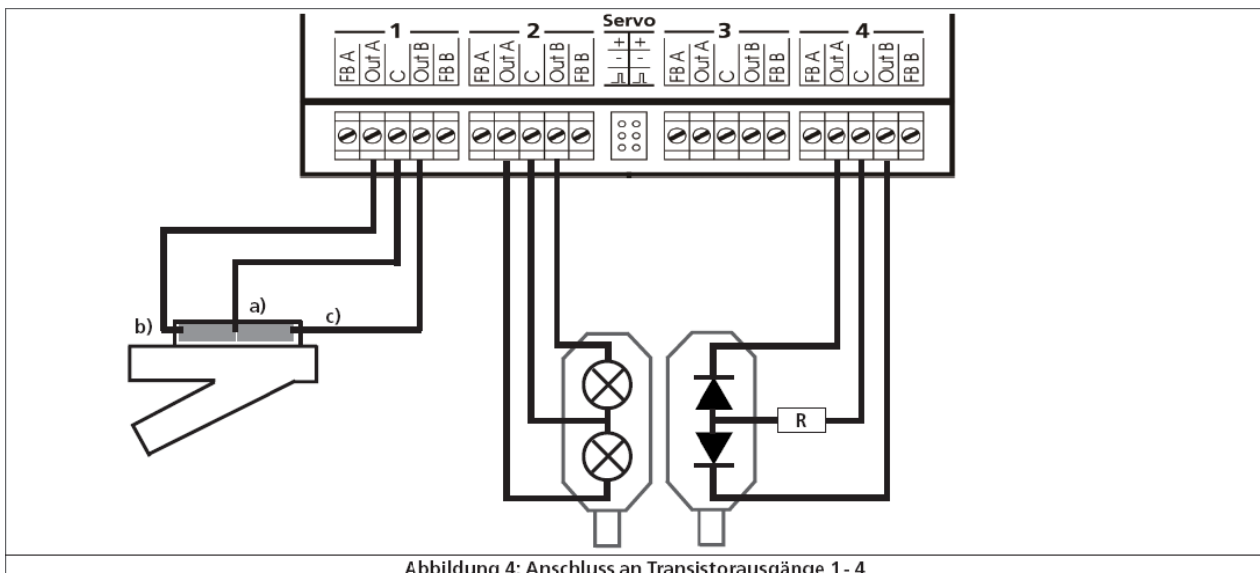 Servo
1 2 3 4
FB A Out A C Out B FB B
FB A Out A C Out B FB B
+ +
- -
FB A Out A C Out B FB B
FB A Out A C Out B FB B
a)
b)
c)
R
Abbildung 4: Anschluss an Transistorausgänge 1- 4